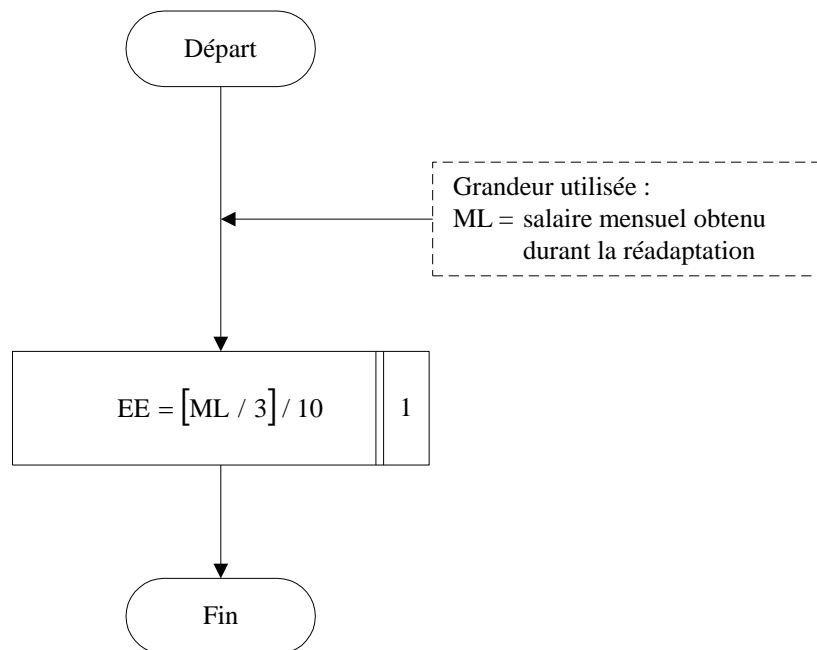 Départ
Grandeur utilisée :
ML = salaire mensuel obtenu
durant la réadaptation
EE = [ML / 3] / 10
1
Fin